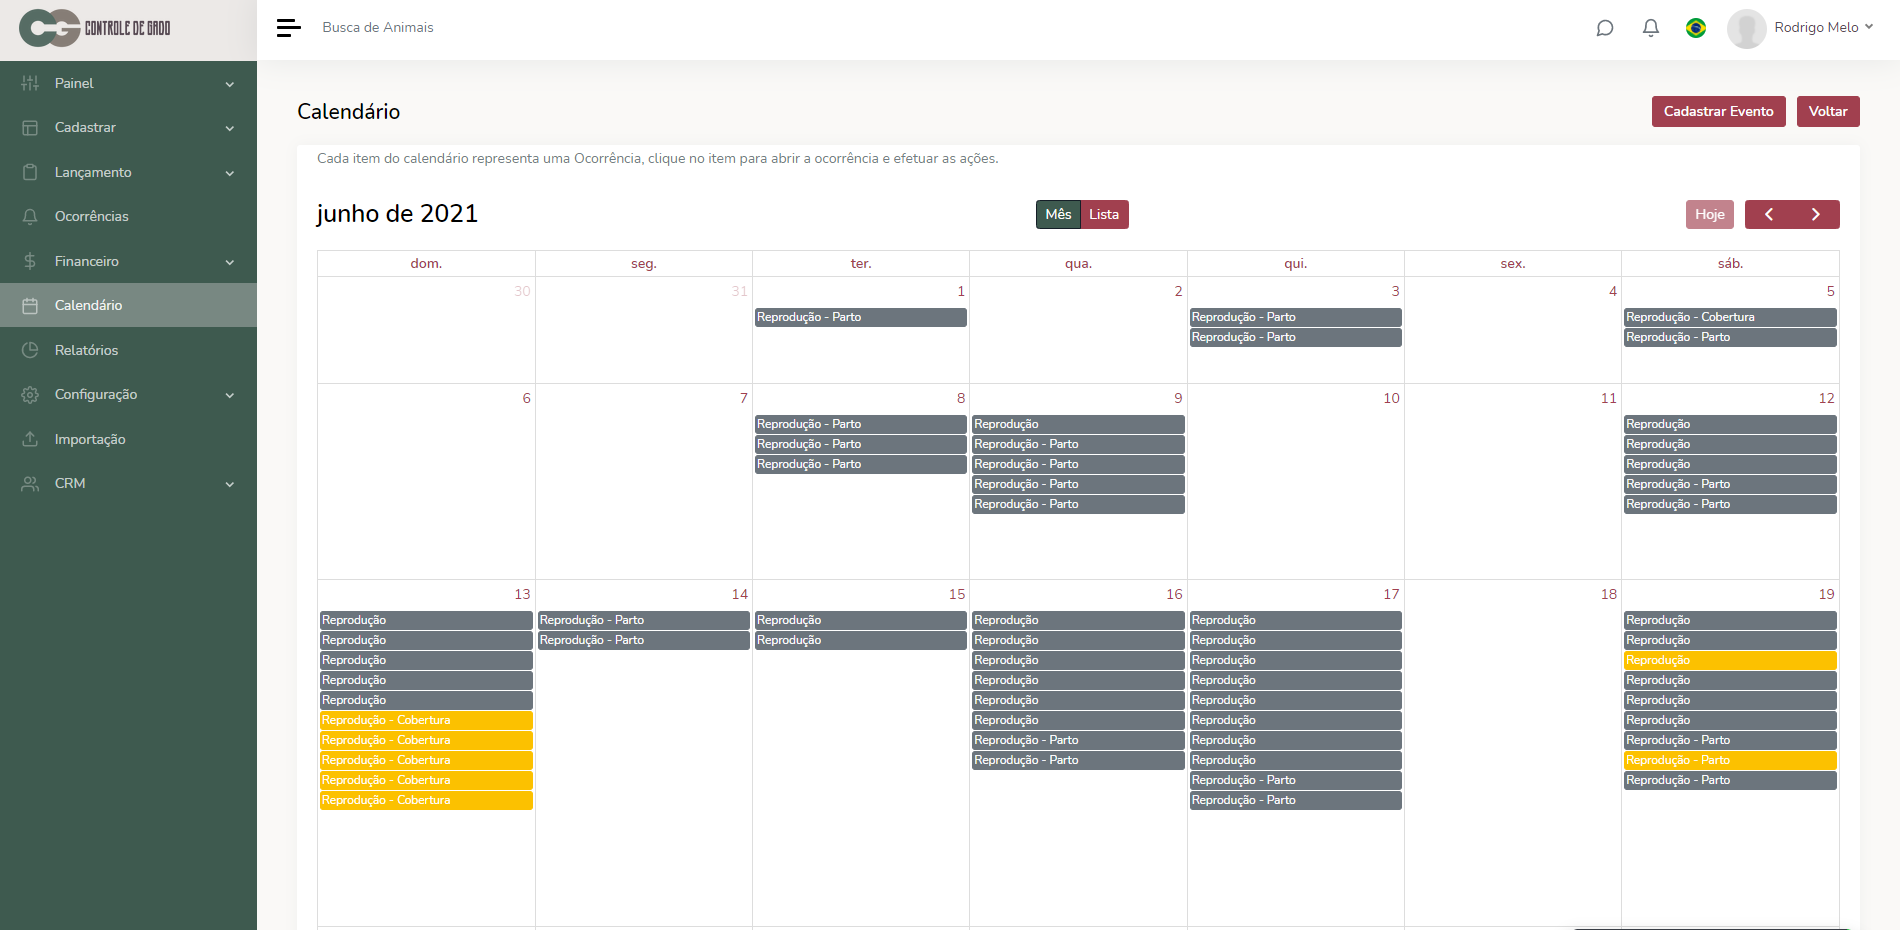 CONTROLE DE GADO
Busca de Animais
Rodrigo Melo
Painel
Cadastrar
Lançamento
Ocorrências
Financeiro
Calendário
Relatórios
Configuração
Importação
CRM
Calendário
Cadastrar Evento
Voltar
Cada item do calendário representa uma Ocorrência, clique no item para abrir a ocorrência e efetuar as ações.
junho de 2021
Mês
Lista
Hoje
dom. seg. ter. qua. qui. sex. sáb.
30
31
1
Reprodução - Parto
2
3
Reprodução - Parto
Reprodução - Parto
4
5
Reprodução - Cobertura
Reprodução - Parto
6
7
8
Reprodução - Parto
Reprodução - Parto
Reprodução - Parto
9
Reprodução
Reprodução - Parto
Reprodução - Parto
Reprodução - Parto
Reprodução - Parto
10
11
12
Reprodução
Reprodução
Reprodução
Reprodução - Parto
Reprodução - Parto
13
Reprodução
Reprodução
Reprodução
Reprodução
Reprodução
Reprodução - Cobertura
Reprodução - Cobertura
Reprodução - Cobertura
Reprodução - Cobertura
Reprodução - Cobertura
14
Reprodução - Parto
Reprodução - Parto
15
Reprodução
Reprodução
16
Reprodução
Reprodução
Reprodução
Reprodução
Reprodução
Reprodução
Reprodução - Parto
Reprodução - Parto
17
Reprodução
Reprodução
Reprodução
Reprodução
Reprodução
Reprodução
Reprodução
Reprodução
Reprodução - Parto
Reprodução - Parto
18
19
Reprodução
Reprodução
Reprodução
Reprodução
Reprodução
Reprodução
Reprodução - Parto
Reprodução - Parto
Reprodução - Parto